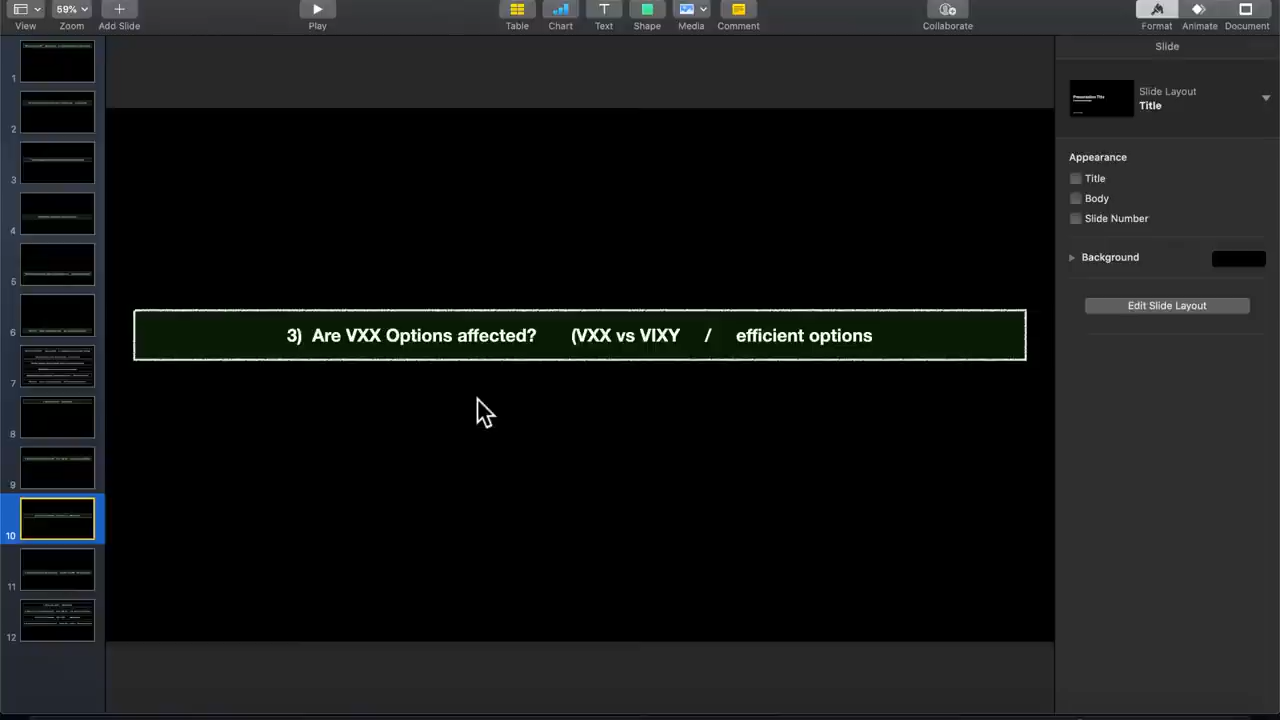 59%
View
Zoom
Add Slide
Play
Table
Chart
Text
Shape
Media
Comment
Collaborate
Format
Animate
Document
Slide
Slide Layout
Title
Appearance
Title
Body
Slide Number
Background
Edit Slide Layout
3) Are VXX Options affected? (VXX vs VIXY / efficient options
1
2
3
4
5
6
7
8
9
10
11
12